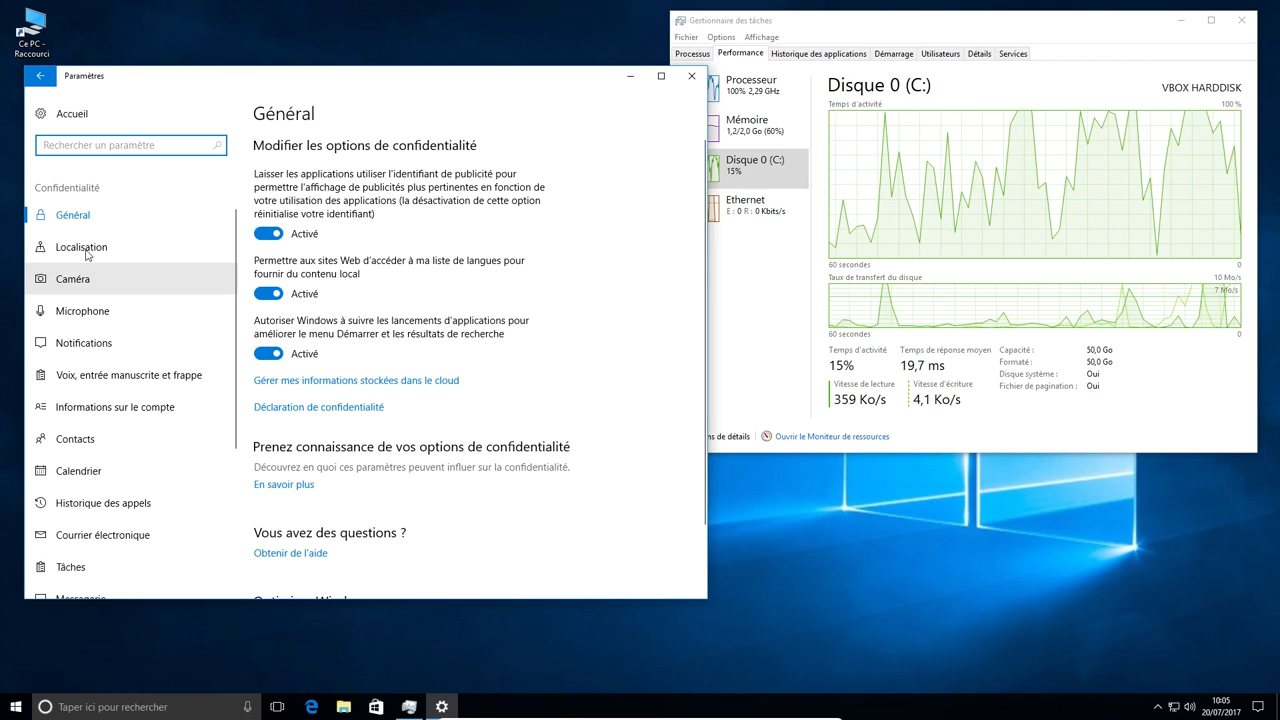 Ce PC -
Raccourci
Paramètres
Accueil
Rechercher un paramètre
Confidentialité
Général
Localisation
Caméra
Microphone
Notifications
Voix, entrée manuscrite et frappe
Informations sur le compte
Contacts
Calendrier
Historique des appels
Courrier électronique
Tâches
Messagerie
Général
Modifier les options de confidentialité
Laisser les applications utiliser l'identifiant de publicité pour
permettre l'affichage de publicités plus pertinentes en fonction de
votre utilisation des applications (la désactivation de cette option
réinitialise votre identifiant)
Activé
Permettre aux sites Web d'accéder à ma liste de langues pour
fournir du contenu local
Activé
Autoriser Windows à suivre les lancements d'applications pour
améliorer le menu Démarrer et les résultats de recherche
Activé
Gérer mes informations stockées dans le cloud
Déclaration de confidentialité
Prenez connaissance de vos options de confidentialité
Découvrez en quoi ces paramètres peuvent influer sur la confidentialité.
En savoir plus
Vous avez des questions ?
Obtenir de l'aide
Gestionnaire des tâches
Fichier Options Affichage
Processus Performance Historique des applications Démarrage Utilisateurs Détails Services
Processeur
100% 2,29 GHz
Mémoire
1,2/2,0 Go (60%)
Disque 0 (C:)
15%
Ethernet
E : 0 R : 0 Kbits/s
Disque 0 (C:)
VBOX HARDDISK
Temps d'activité
100 %
60 secondes
0
Taux de transfert du disque
10 Mo/s
7 Mo/s
60 secondes
0
Temps d'activité
15%
Temps de réponse moyen
19,7 ms
Vitesse de lecture
359 Ko/s
Vitesse d'écriture
4,1 Ko/s
Capacité : 50,0 Go
Formaté : 50,0 Go
Disque système : Oui
Fichier de pagination : Oui
ns de détails
Ouvrir le Moniteur de ressources
Taper ici pour rechercher
10:05
20/07/2017